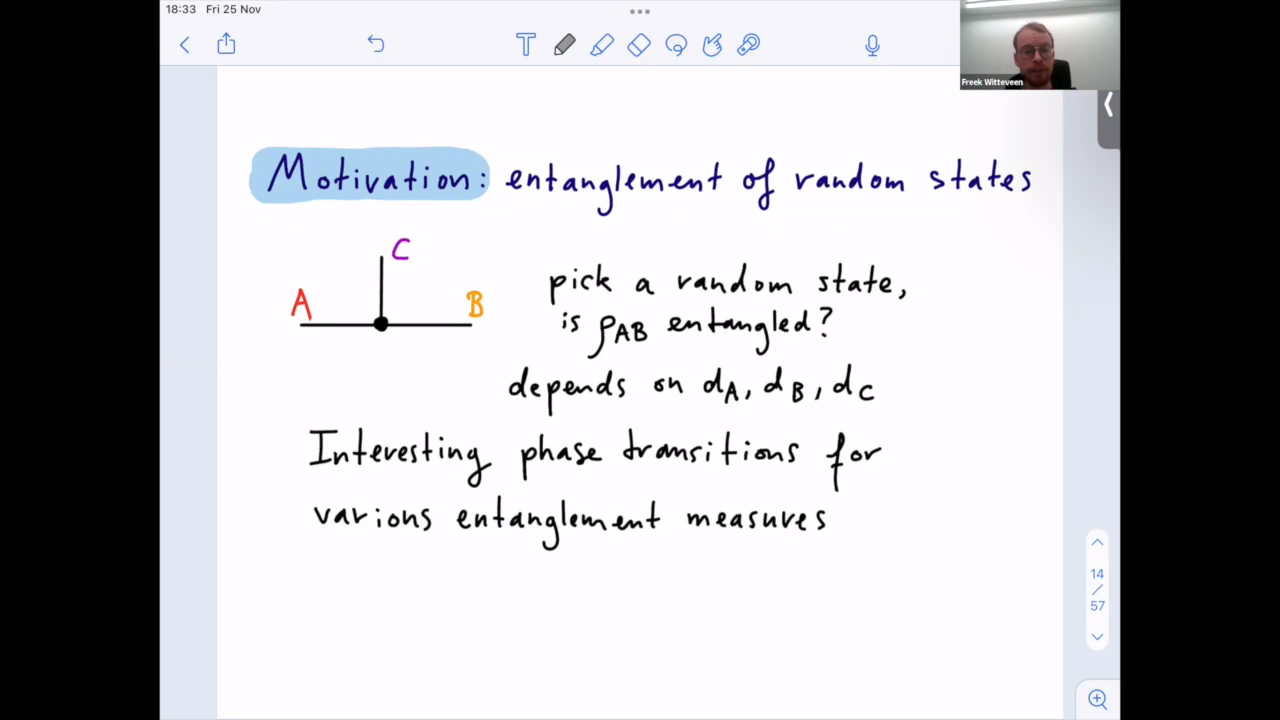 18:33 Fri 25 Nov
Freek Witteveen
Motivation: entanglement of random states
C
A
B
pick a random state,
is ρAB entangled?
depends on dA, dB, dC
Interesting phase transitions for
various entanglement measures
14
/
57